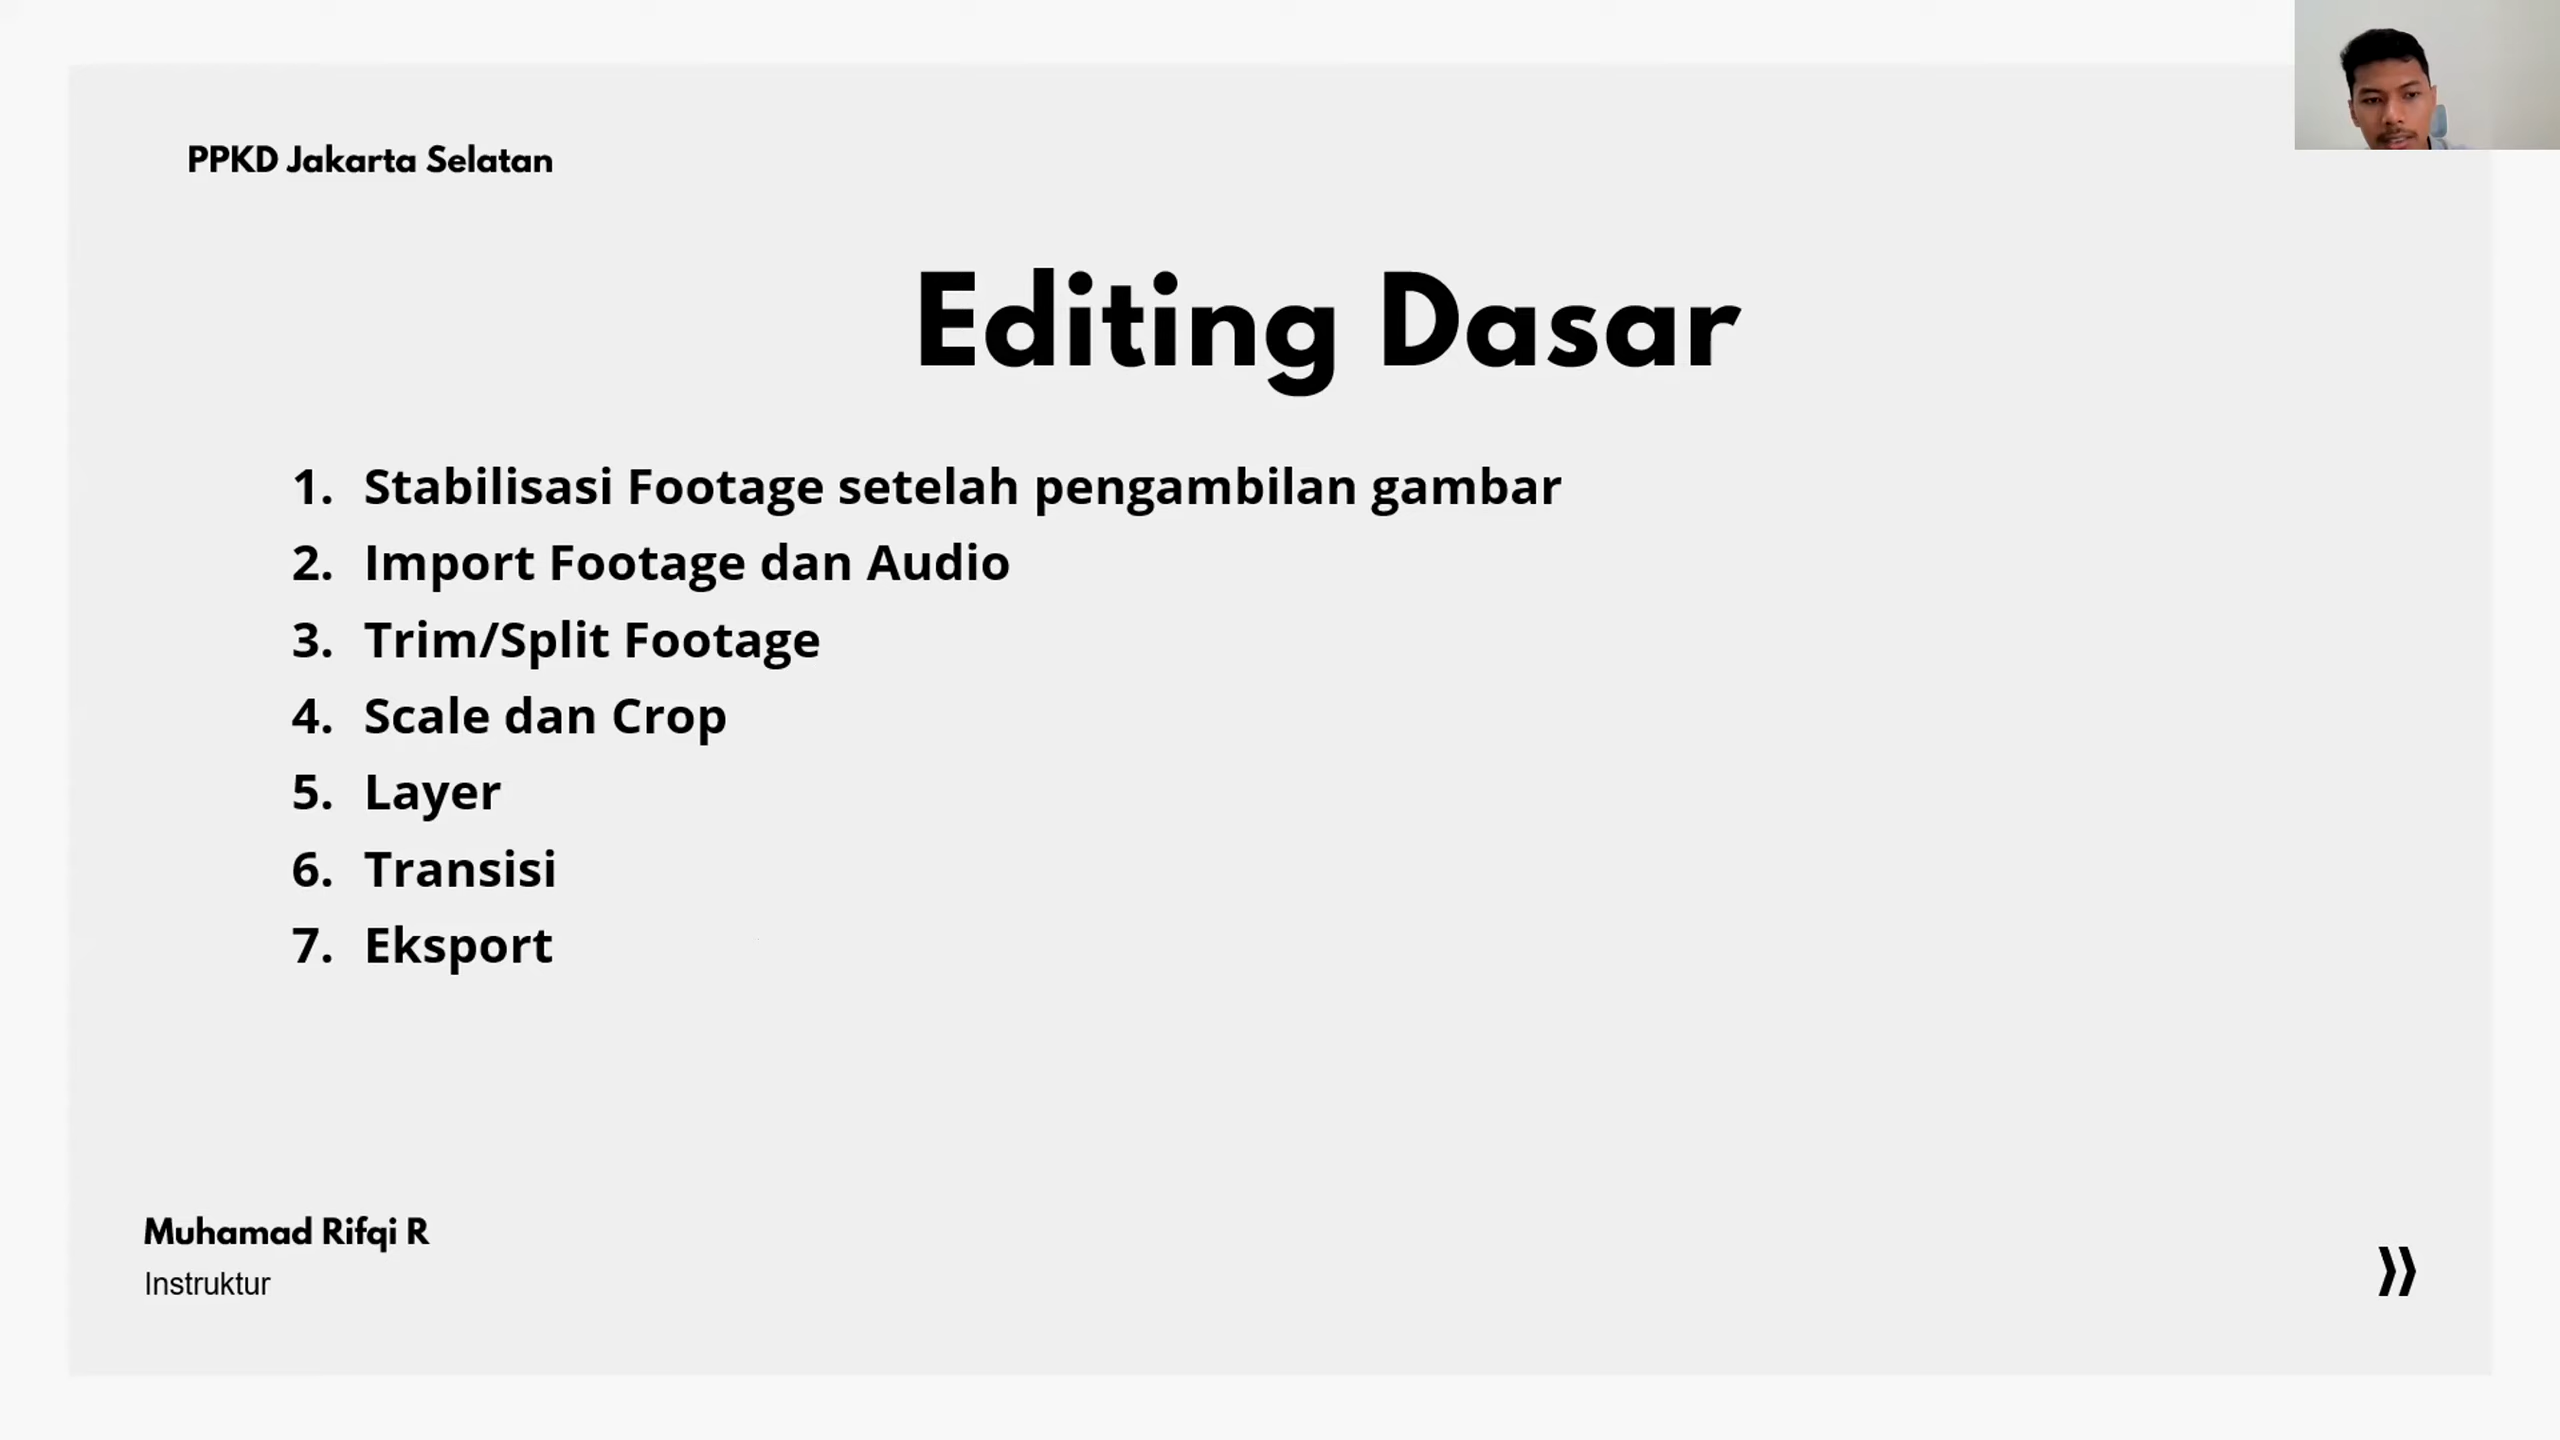 PPKD Jakarta Selatan
Editing Dasar
1. Stabilisasi Footage setelah pengambilan gambar
2. Import Footage dan Audio
3. Trim/Split Footage
4. Scale dan Crop
5. Layer
6. Transisi
7. Eksport
Muhamad Rifqi R
Instruktur